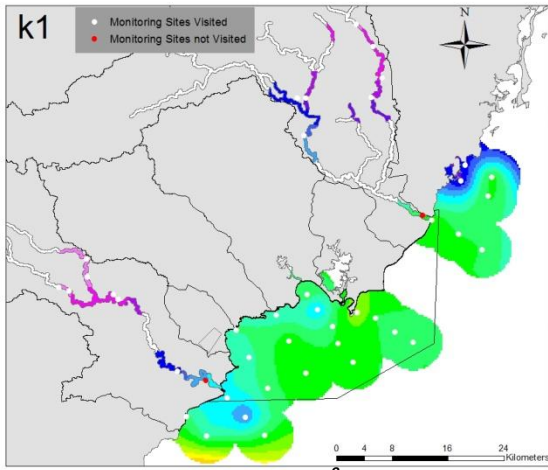 k1
Monitoring Sites Visited
Monitoring Sites not Visited
N
0 4 8 16 24
Kilometers